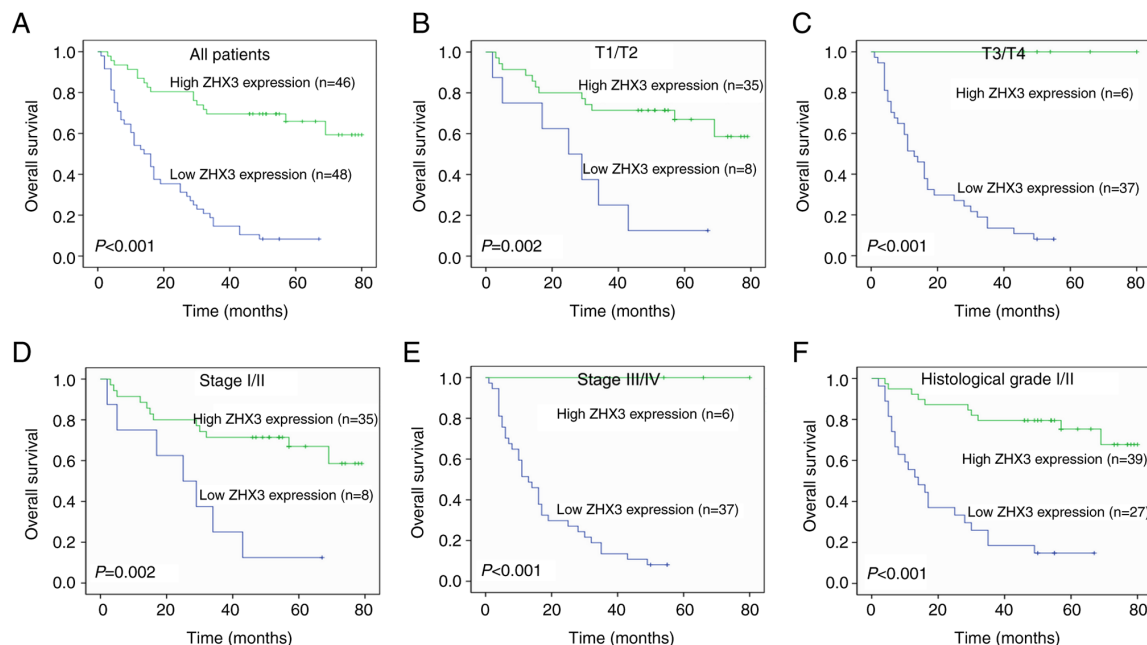 A
All patients
High ZHX3 expression (n=46)
Low ZHX3 expression (n=48)
P<0.001
Overall survival
1.0
0.8
0.6
0.4
0.2
0.0
0 20 40 60 80
Time (months)
B
T1/T2
High ZHX3 expression (n=35)
Low ZHX3 expression (n=8)
P=0.002
Overall survival
1.0
0.8
0.6
0.4
0.2
0.0
0 20 40 60 80
Time (months)
C
T3/T4
High ZHX3 expression (n=6)
Low ZHX3 expression (n=37)
P<0.001
Overall survival
1.0
0.8
0.6
0.4
0.2
0.0
0 20 40 60 80
Time (months)
D
Stage I/II
High ZHX3 expression (n=35)
Low ZHX3 expression (n=8)
P=0.002
Overall survival
1.0
0.8
0.6
0.4
0.2
0.0
0 20 40 60 80
Time (months)
E
Stage III/IV
High ZHX3 expression (n=6)
Low ZHX3 expression (n=37)
P<0.001
Overall survival
1.0
0.8
0.6
0.4
0.2
0.0
0 20 40 60 80
Time (months)
F
Histological grade I/II
High ZHX3 expression (n=39)
Low ZHX3 expression (n=27)
P<0.001
Overall survival
1.0
0.8
0.6
0.4
0.2
0.0
0 20 40 60 80
Time (months)